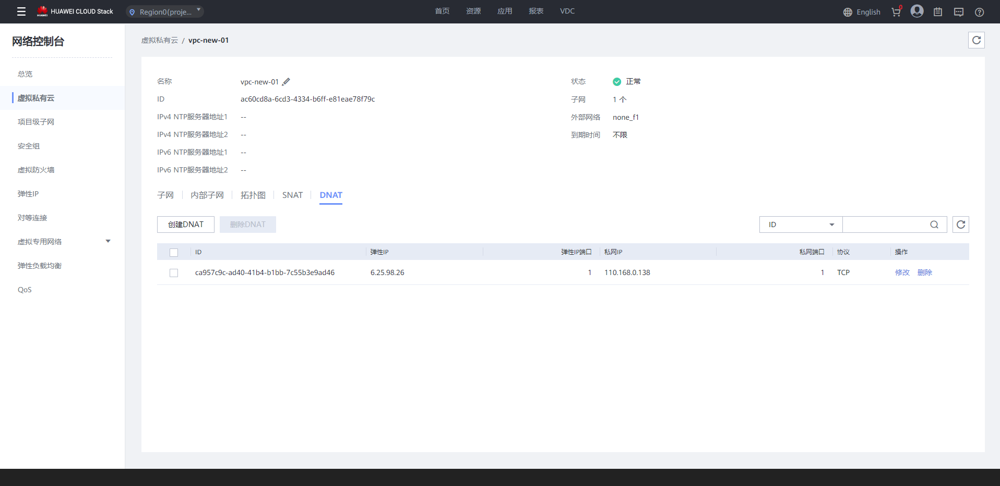 HUAWEI
HUAWEI CLOUD Stack
Region0(proje...
首页
资源
应用
报表
VDC
English
0
网络控制台
总览
虚拟私有云
项目级子网
安全组
虚拟防火墙
弹性IP
对等连接
虚拟专用网络
弹性负载均衡
QoS
虚拟私有云 / vpc-new-01
名称 vpc-new-01
ID ac60cd8a-6cd3-4334-b6ff-e81eae78f79c
IPv4 NTP服务器地址1 --
IPv4 NTP服务器地址2 --
IPv6 NTP服务器地址1 --
IPv6 NTP服务器地址2 --
状态 正常
子网 1 个
外部网络 none_f1
到期时间 不限
子网
内部子网
拓扑图
SNAT
DNAT
创建DNAT
删除DNAT
ID
ID 弹性IP 弹性IP端口 私网IP 私网端口 协议 操作
ca957c9c-ad40-41b4-b1bb-7c55b3e9ad46 6.25.98.26 1 110.168.0.138 1 TCP 修改 删除